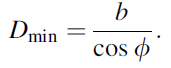 D_min = b / cos ϕ.